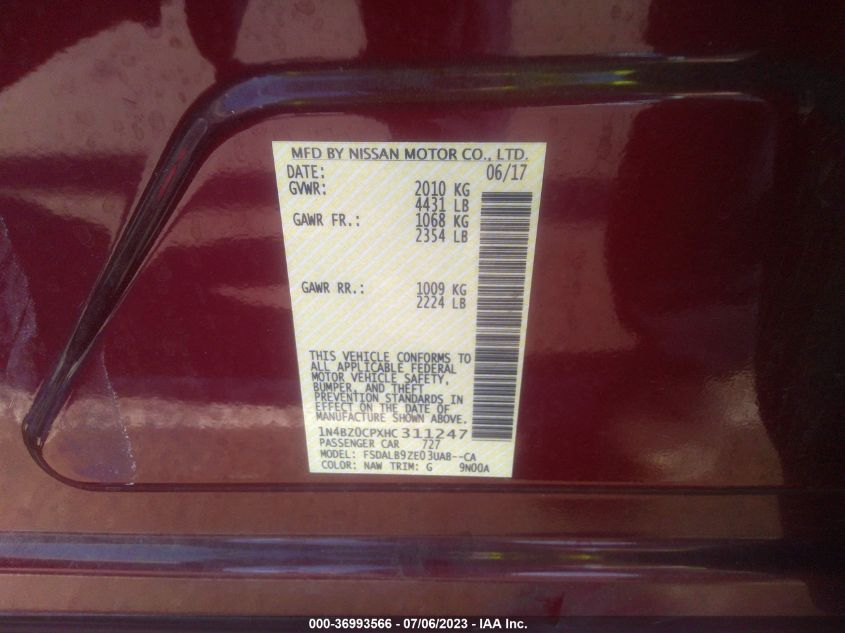 MFD BY NISSAN MOTOR CO., LTD.
DATE: 06/17
GVWR: 2010 KG
4431 LB
GAWR FR.: 1068 KG
2354 LB
GAWR RR.: 1009 KG
2224 LB
THIS VEHICLE CONFORMS TO
ALL APPLICABLE FEDERAL
MOTOR VEHICLE SAFETY,
BUMPER, AND THEFT
PREVENTION STANDARDS IN
EFFECT ON THE DATE OF
MANUFACTURE SHOWN ABOVE.
1N4BZ0CPXHC311247
PASSENGER CAR 727
MODEL: FSDALB9ZE03UAB--CA
COLOR: NAW TRIM: G 9N00A
000-36993566 - 07/06/2023 - IAA Inc.